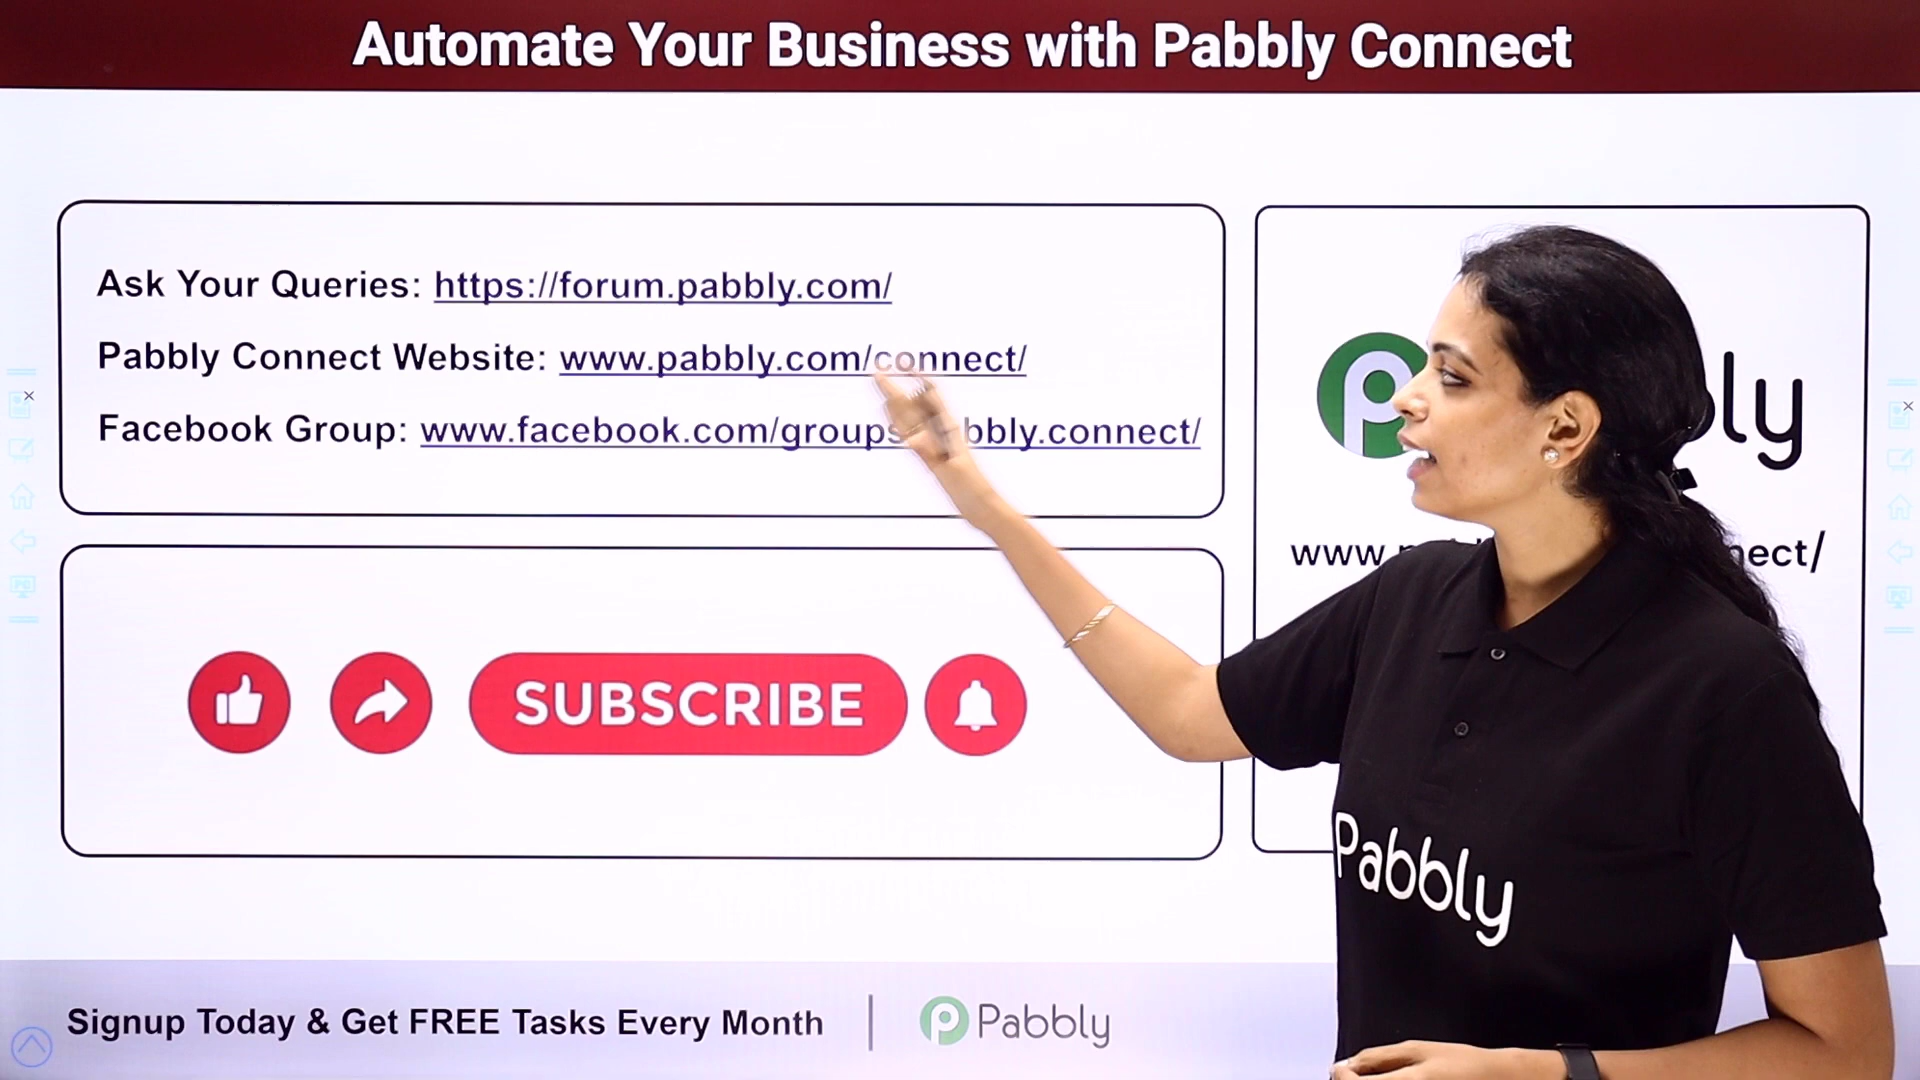 Automate Your Business with Pabbly Connect
Ask Your Queries: https://forum.pabbly.com/
Pabbly Connect Website: www.pabbly.com/connect/
Facebook Group: www.facebook.com/groups bbly.connect/
ly
www. ect/
SUBSCRIBE
Pabbly
Signup Today & Get FREE Tasks Every Month
Pabbly